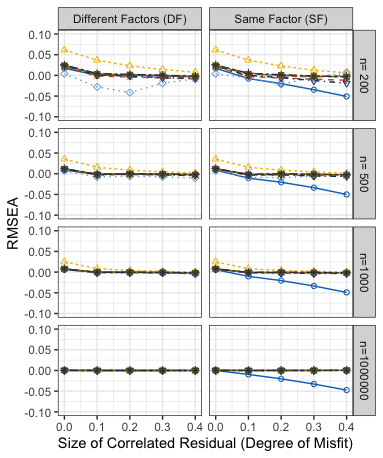 Different Factors (DF) Same Factor (SF)
0.10
0.05
0.00
-0.05
-0.10
n= 200
0.10
0.05
0.00
-0.05
-0.10
n= 500
0.10
0.05
0.00
-0.05
-0.10
n=1000
0.10
0.05
0.00
-0.05
-0.10
n=1000000
RMSEA
0.0 0.1 0.2 0.3 0.4 0.0 0.1 0.2 0.3 0.4
Size of Correlated Residual (Degree of Misfit)